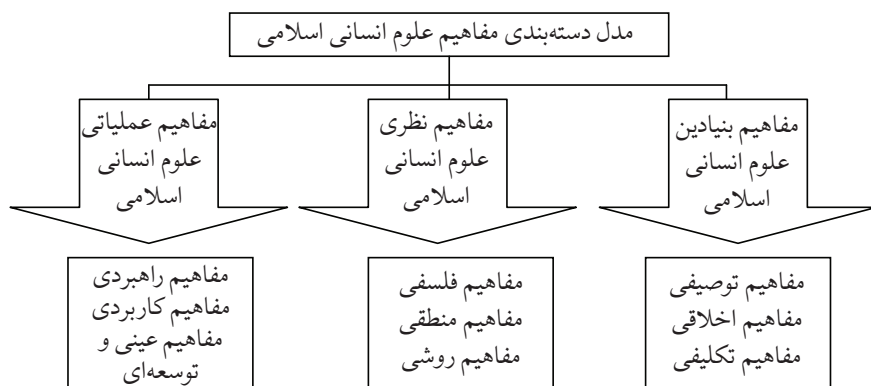 مدل دسته‌بندی مفاهیم علوم انسانی اسلامی
مفاهیم بنیادین
علوم انسانی
اسلامی
مفاهیم نظری
علوم انسانی
اسلامی
مفاهیم عملیاتی
علوم انسانی
اسلامی
مفاهیم توصیفی
مفاهیم اخلاقی
مفاهیم تکلیفی
مفاهیم فلسفی
مفاهیم منطقی
مفاهیم روشی
مفاهیم راهبردی
مفاهیم کاربردی
مفاهیم عینی و
توسعه‌ای